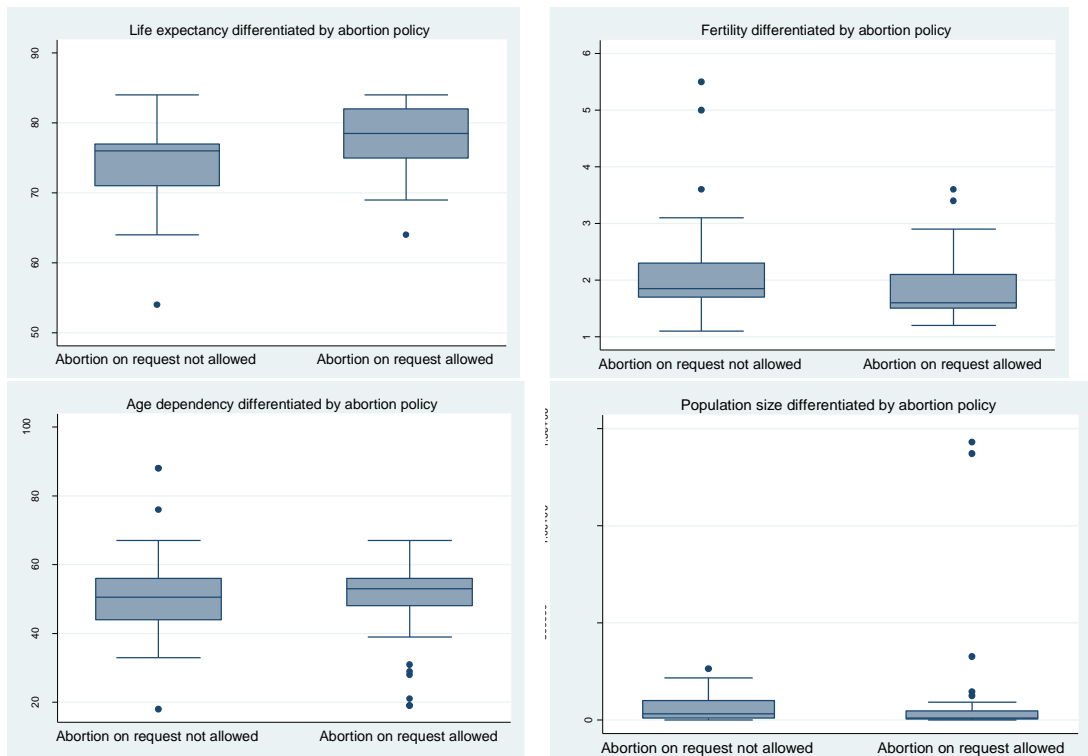 Life expectancy differentiated by abortion policy
90
80
70
60
50
Abortion on request not allowed
Abortion on request allowed
Fertility differentiated by abortion policy
6
5
4
3
2
1
Abortion on request not allowed
Abortion on request allowed
Age dependency differentiated by abortion policy
100
80
60
40
20
Abortion on request not allowed
Abortion on request allowed
Population size differentiated by abortion policy
0
Abortion on request not allowed
Abortion on request allowed